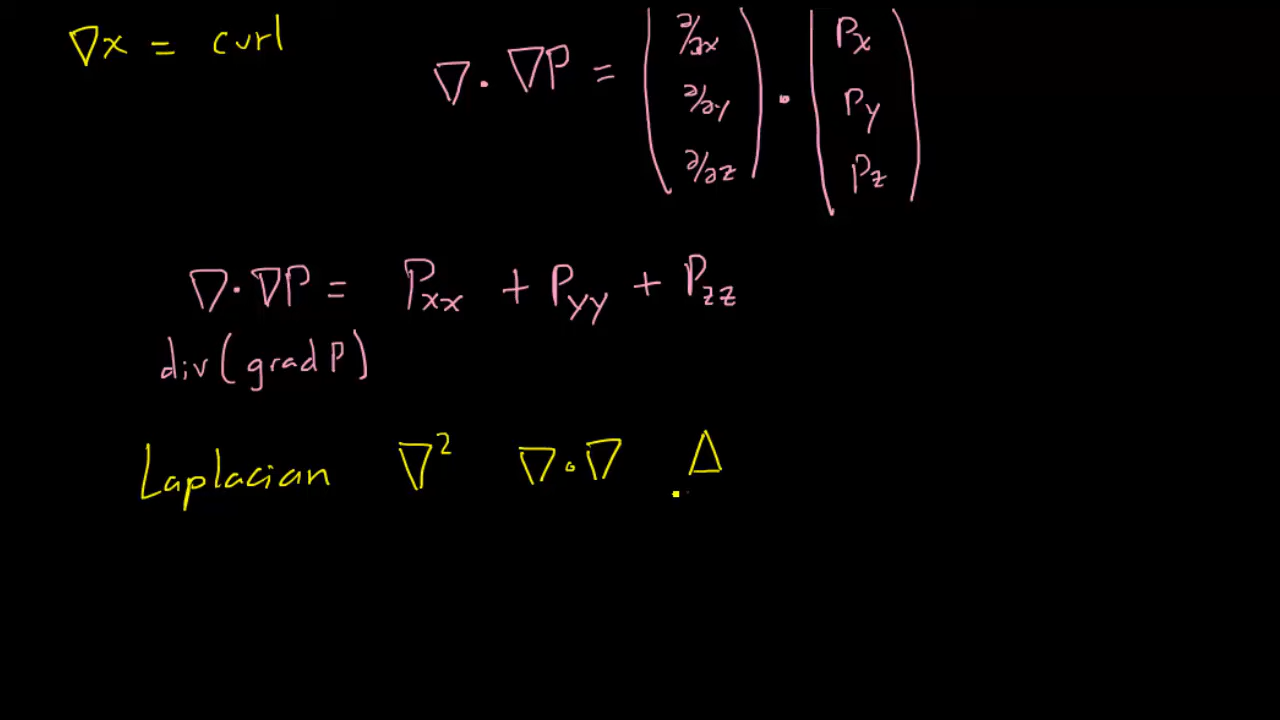 ∇x = curl
∇ · ∇P = (∂/∂x ∂/∂y ∂/∂z) · (Px Py Pz)
∇ · ∇P = Pxx + Pyy + Pzz
div(grad P)
Laplacian ∇² ∇·∇ Δ